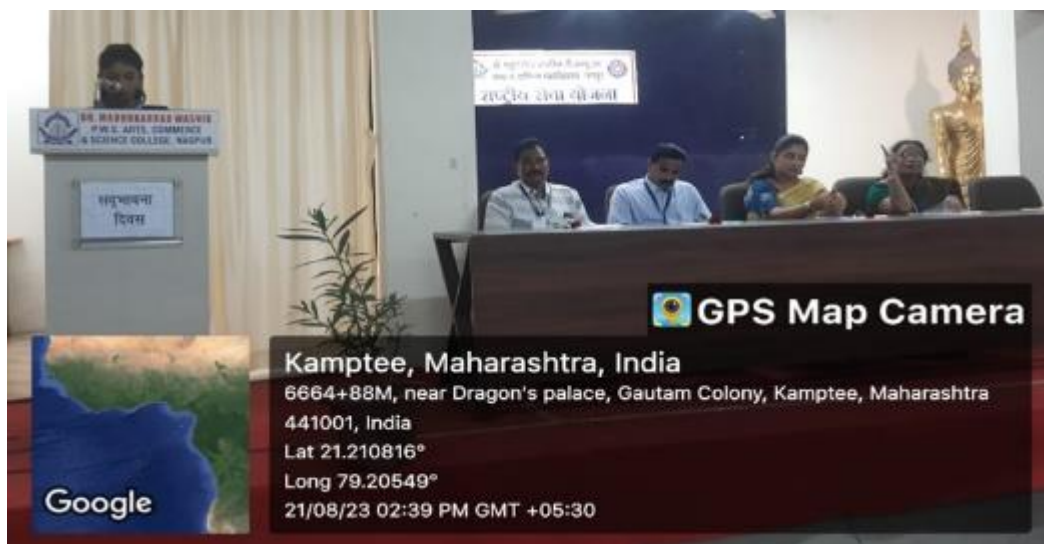 राष्ट्रीय सेवा योजना
DR. MADHUKARRAO WASNIK
P.W.S. ARTS, COMMERCE
& SCIENCE COLLEGE, NAGPUR
सद्भावना
दिवस
GPS Map Camera
Kamptee, Maharashtra, India
6664+88M, near Dragon's palace, Gautam Colony, Kamptee, Maharashtra
441001, India
Lat 21.210816°
Long 79.20549°
21/08/23 02:39 PM GMT +05:30
Google